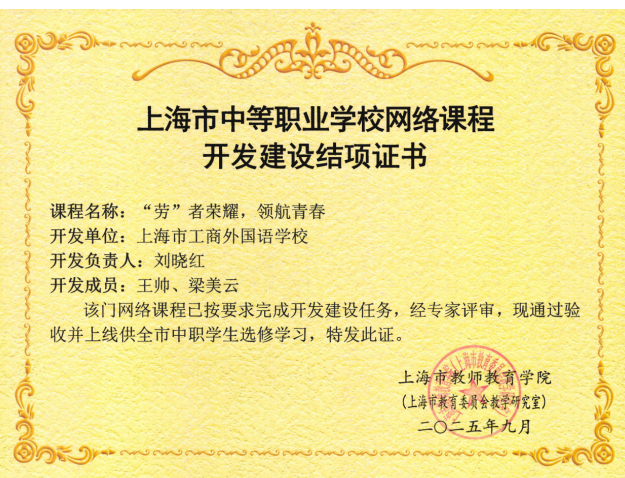 上海市中等职业学校网络课程
开发建设结项证书
课程名称：“劳”者荣耀，领航青春
开发单位：上海市工商外国语学校
开发负责人：刘晓红
开发成员：王帅、梁美云
该门网络课程已按要求完成开发建设任务，经专家评审，现通过验
收并上线供全市中职学生选修学习，特发此证。
上海市教师教育学院
（上海市教育委员会教学研究室）
二〇二五年九月